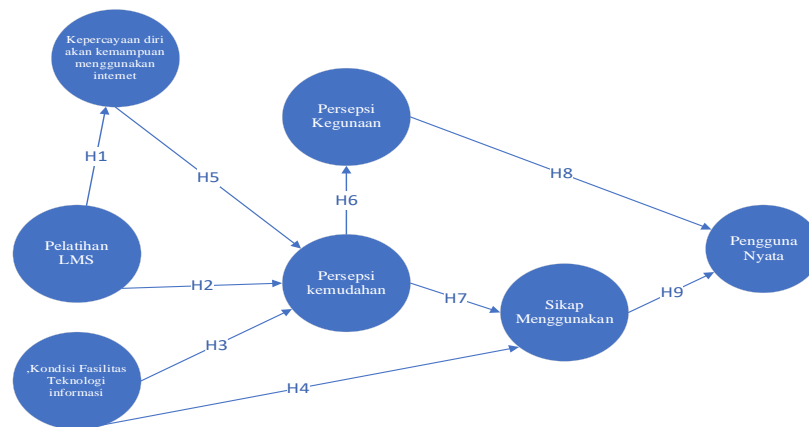 Kepercayaan diri
akan kemampuan
menggunakan
internet
H1
H5
Persepsi
Kegunaan
H8
H6
Pelatihan
LMS
H2
Persepsi
kemudahan
H7
Pengguna
Nyata
H9
Sikap
Menggunakan
H3
,Kondisi Fasilitas
Teknologi
informasi
H4